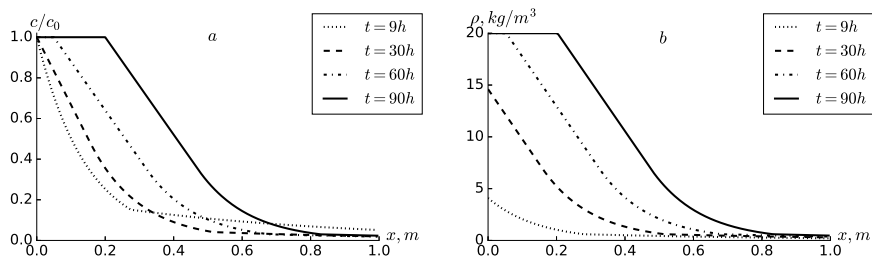 c/c₀
a
t = 9h
t = 30h
t = 60h
t = 90h
1.0
0.8
0.6
0.4
0.2
0.0
0.0 0.2 0.4 0.6 0.8 1.0
x, m
ρ, kg/m³
b
t = 9h
t = 30h
t = 60h
t = 90h
20
15
10
5
0
0.0 0.2 0.4 0.6 0.8 1.0
x, m